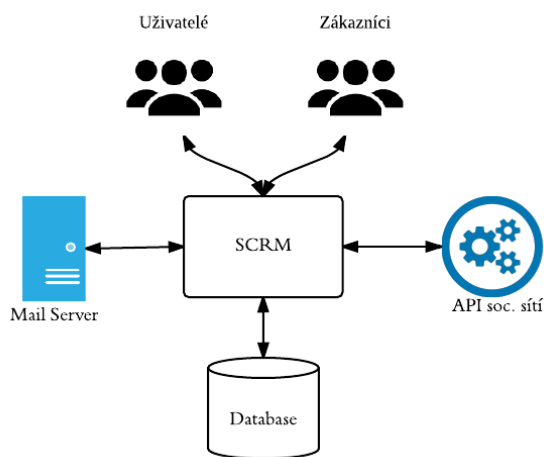 Uživatelé
Zákazníci
SCRM
Mail Server
API soc. sítí
Database